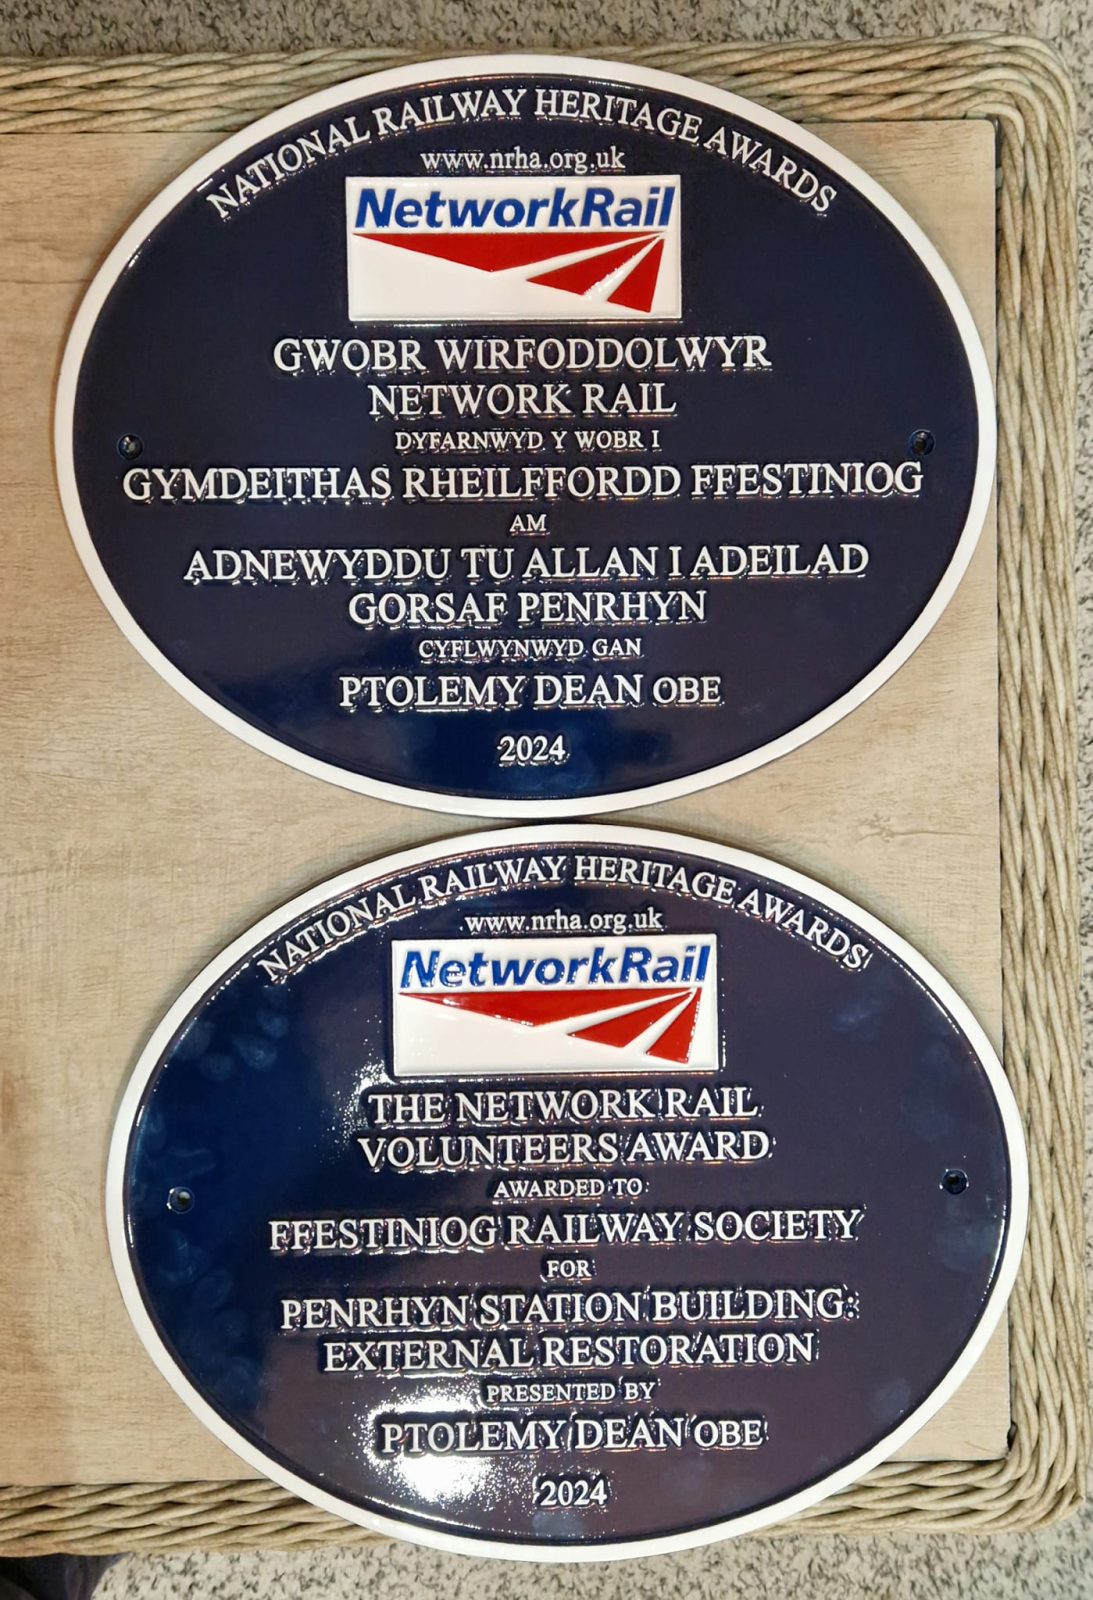 NATIONAL RAILWAY HERITAGE AWARDS
www.nrha.org.uk
NetworkRail
GWOBR WIRFODDOLWYR
NETWORK RAIL
DYFARNWYD Y WOBR I
GYMDEITHAS RHEILFFORDD FFESTINIOG
AM
ADNEWYDDU TU ALLAN I ADEILAD
GORSAF PENRHYN
CYFLWYNWYD GAN
PTOLEMY DEAN OBE
2024
NATIONAL RAILWAY HERITAGE AWARDS
www.nrha.org.uk
NetworkRail
THE NETWORK RAIL
VOLUNTEERS AWARD
AWARDED TO
FFESTINIOG RAILWAY SOCIETY
FOR
PENRHYN STATION BUILDING:
EXTERNAL RESTORATION
PRESENTED BY
PTOLEMY DEAN OBE
2024